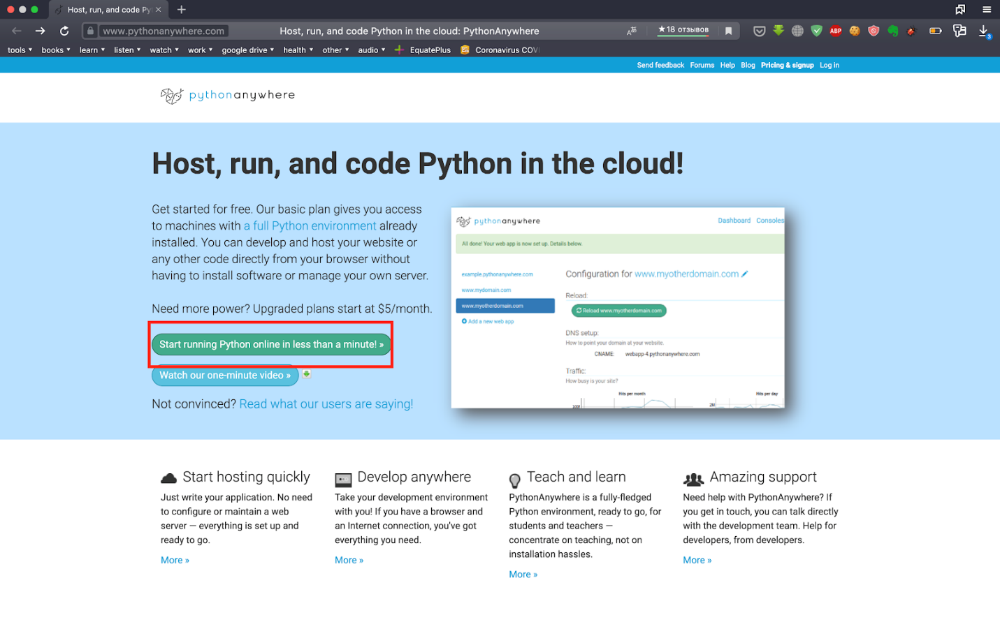 Host, run, and code Py
www.pythonanywhere.com
Host, run, and code Python in the cloud: PythonAnywhere
★18 отзывов
ABP
3
tools
books
learn
listen
watch
work
google drive
health
other
audio
EquatePlus
Coronavirus COVI
Send feedback
Forums
Help
Blog
Pricing & signup
Log in
pythonanywhere
Host, run, and code Python in the cloud!
Get started for free. Our basic plan gives you access
to machines with a full Python environment already
installed. You can develop and host your website or
any other code directly from your browser without
having to install software or manage your own server.
Need more power? Upgraded plans start at $5/month.
Start running Python online in less than a minute! »
Watch our one-minute video »
Not convinced? Read what our users are saying!
pythonanywhere
Dashboard
Consoles
All done! Your web app is now set up. Details below.
example.pythonanywhere.com
www.mydomain.com
www.myotherdomain.com
Add a new web app
Configuration for www.myotherdomain.com
Reload:
Reload www.myotherdomain.com
DNS setup:
How to point your domain at your website.
CNAME: webapp-4.pythonanywhere.com
Traffic:
How busy is your site?
Hits per month
Hits per day
2M
Start hosting quickly
Just write your application. No need
to configure or maintain a web
server — everything is set up and
ready to go.
More »
Develop anywhere
Take your development environment
with you! If you have a browser and
an Internet connection, you've got
everything you need.
More »
Teach and learn
PythonAnywhere is a fully-fledged
Python environment, ready to go, for
students and teachers —
concentrate on teaching, not on
installation hassles.
More »
Amazing support
Need help with PythonAnywhere? If
you get in touch, you can talk directly
with the development team. Help for
developers, from developers.
More »